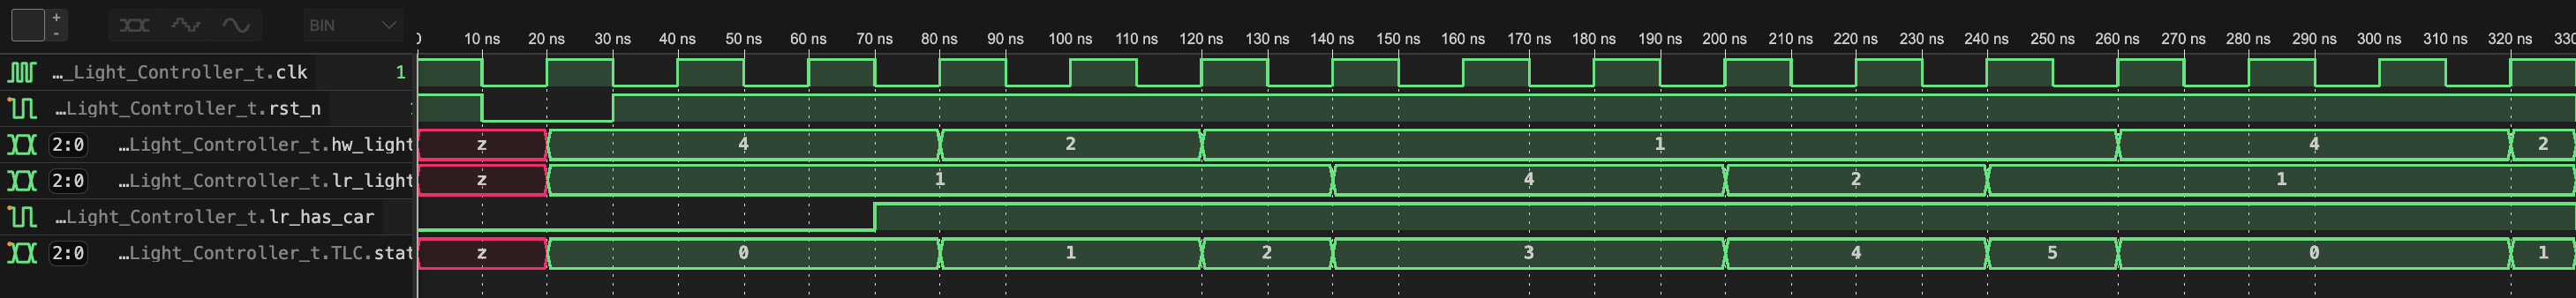 +
-
BIN
0 10 ns 20 ns 30 ns 40 ns 50 ns 60 ns 70 ns 80 ns 90 ns 100 ns 110 ns 120 ns 130 ns 140 ns 150 ns 160 ns 170 ns 180 ns 190 ns 200 ns 210 ns 220 ns 230 ns 240 ns 250 ns 260 ns 270 ns 280 ns 290 ns 300 ns 310 ns 320 ns 330
…_Light_Controller_t.clk 1
…Light_Controller_t.rst_n
2:0 …Light_Controller_t.hw_light z 4 2 1 4 2
2:0 …Light_Controller_t.lr_light z 1 4 2 1
…Light_Controller_t.lr_has_car
2:0 …Light_Controller_t.TLC.stat z 0 1 2 3 4 5 0 1